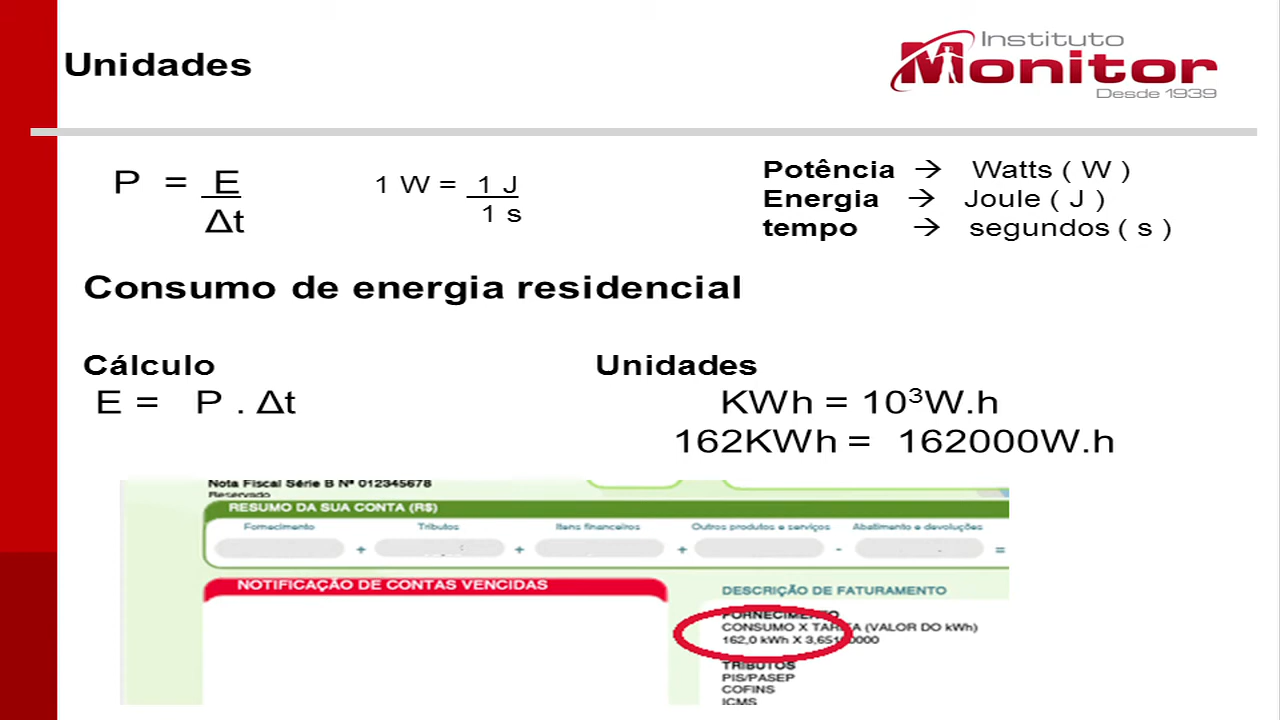 Unidades
Instituto
Monitor
Desde 1939
P = E
Δt
1 W = 1 J
1 s
Potência → Watts ( W )
Energia → Joule ( J )
tempo → segundos ( s )
Consumo de energia residencial
Cálculo
E = P . Δt
Unidades
KWh = 10³W.h
162KWh = 162000W.h
Nota Fiscal Série B Nº 012345678
Reservado
RESUMO DA SUA CONTA (R$)
Fornecimento Tributos Itens financeiros Outros produtos e serviços Abatimento e devoluções
+ + + - =
NOTIFICAÇÃO DE CONTAS VENCIDAS
DESCRIÇÃO DE FATURAMENTO
FORNECIMENTO
CONSUMO X TARIFA (VALOR DO kWh)
162,0 kWh X
TRIBUTOS
PIS/PASEP
COFINS
ICMS